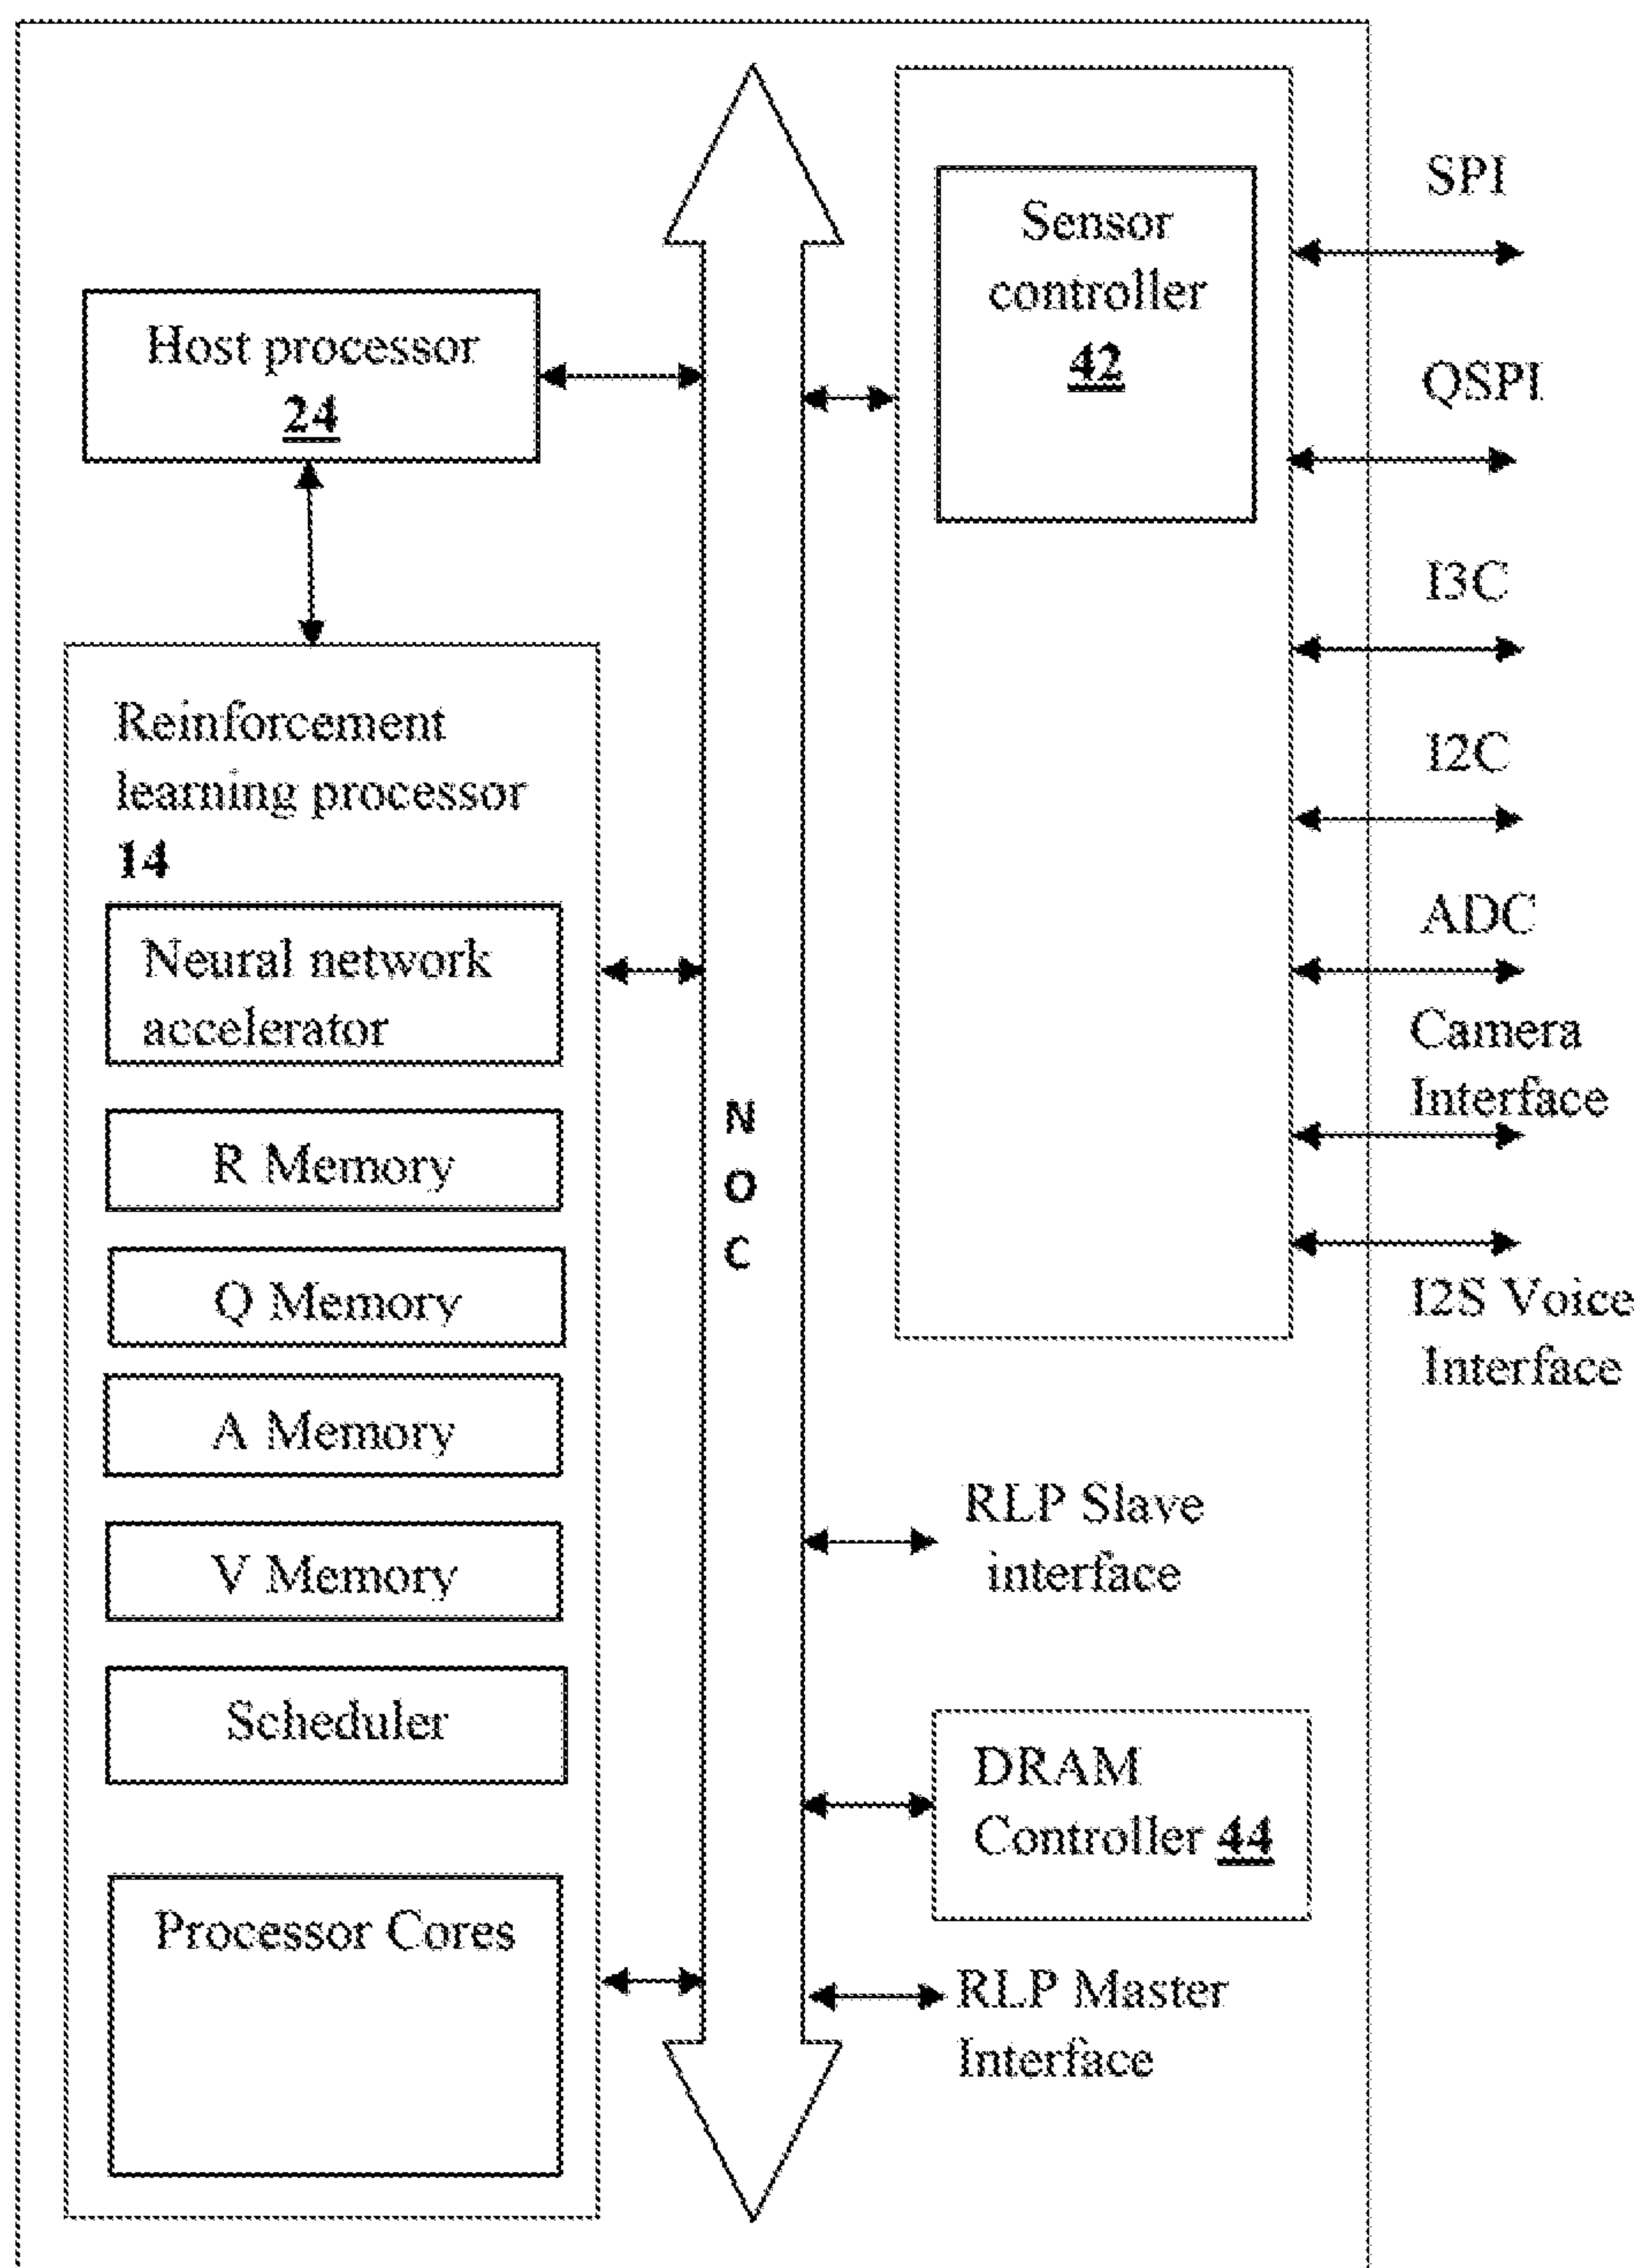 Host processor
24
Reinforcement
learning processor
14
Neural network
accelerator
R Memory
Q Memory
A Memory
V Memory
Scheduler
Processor Cores
N
O
C
Sensor
controller
42
SPI
QSPI
I3C
I2C
ADC
Camera
Interface
I2S Voice
Interface
RLP Slave
interface
DRAM
Controller 44
RLP Master
Interface